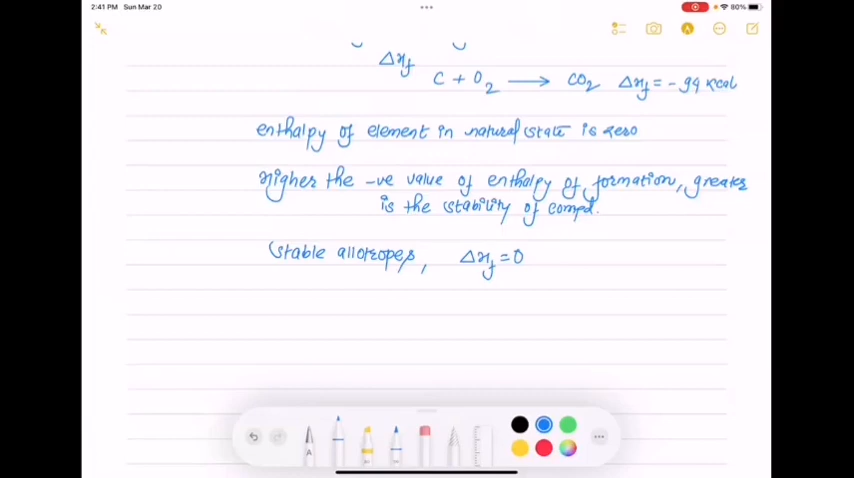 2:41 PM Sun Mar 20
80%
ΔHf
C + O2 ⟶ CO2 ΔHf = -94 kcal
enthalpy of element in natural state is zero
Higher the -ve value of enthalpy of formation, greater
is the stability of compd.
Stable allotropes, ΔHf = 0
A